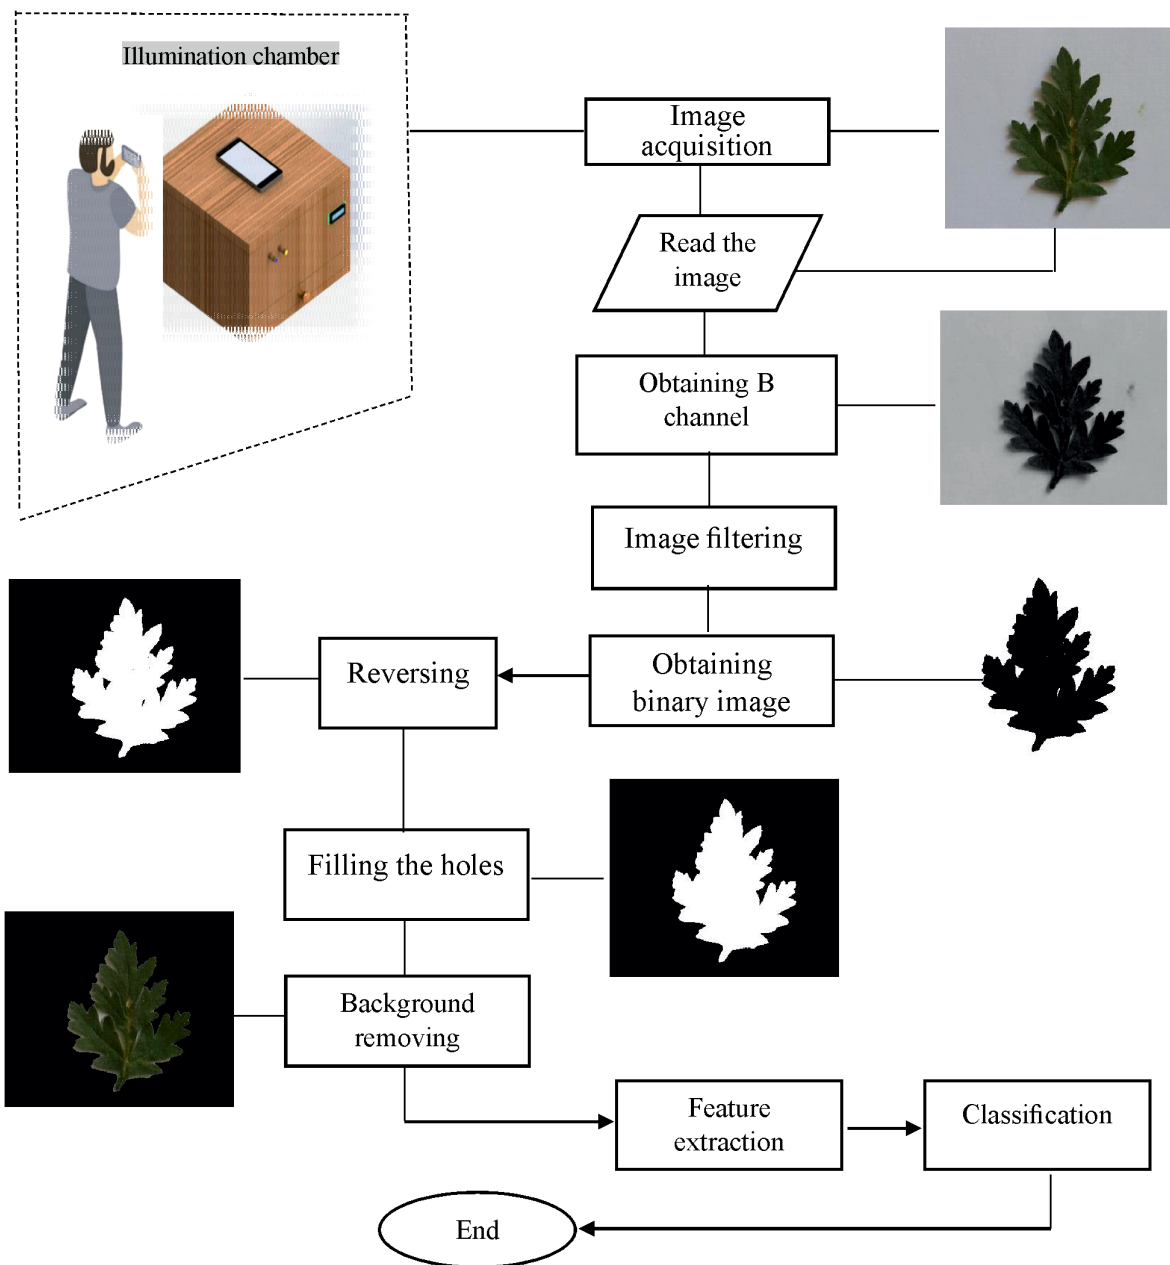 Illumination chamber
Image
acquisition
Read the
image
Obtaining B
channel
Image filtering
Obtaining
binary image
Reversing
Filling the holes
Background
removing
Feature
extraction
Classification
End